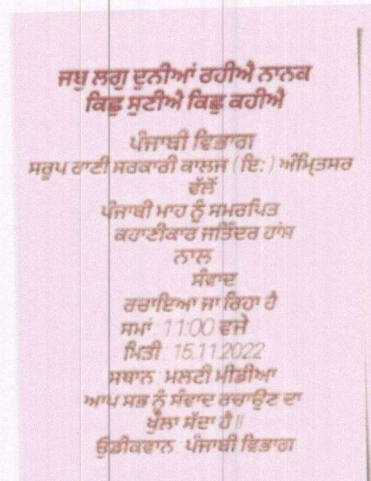 ਜਬੁ ਲਗੁ ਦੁਨੀਆਂ ਰਹੀਐ ਨਾਨਕ
ਕਿਛੁ ਸੁਣੀਐ ਕਿਛੁ ਕਹੀਐ
ਪੰਜਾਬੀ ਵਿਭਾਗ
ਸਰੂਪ ਰਾਣੀ ਸਰਕਾਰੀ ਕਾਲਜ (ਇ:) ਅੰਮ੍ਰਿਤਸਰ
ਵੱਲੋਂ
ਪੰਜਾਬੀ ਮਾਹ ਨੂੰ ਸਮਰਪਿਤ
ਕਹਾਣੀਕਾਰ ਜਤਿੰਦਰ ਹਾਂਸ
ਨਾਲ
ਸੰਵਾਦ
ਰਚਾਇਆ ਜਾ ਰਿਹਾ ਹੈ
ਸਮਾਂ: 11:00 ਵਜੇ
ਮਿਤੀ: 15.11.2022
ਸਥਾਨ: ਮਲਟੀ ਮੀਡੀਆ
ਆਪ ਸਭ ਨੂੰ ਸੰਵਾਦ ਰਚਾਉਣ ਦਾ
ਖੁੱਲਾ ਸੱਦਾ ਹੈ॥
ਉਡੀਕਵਾਨ: ਪੰਜਾਬੀ ਵਿਭਾਗ